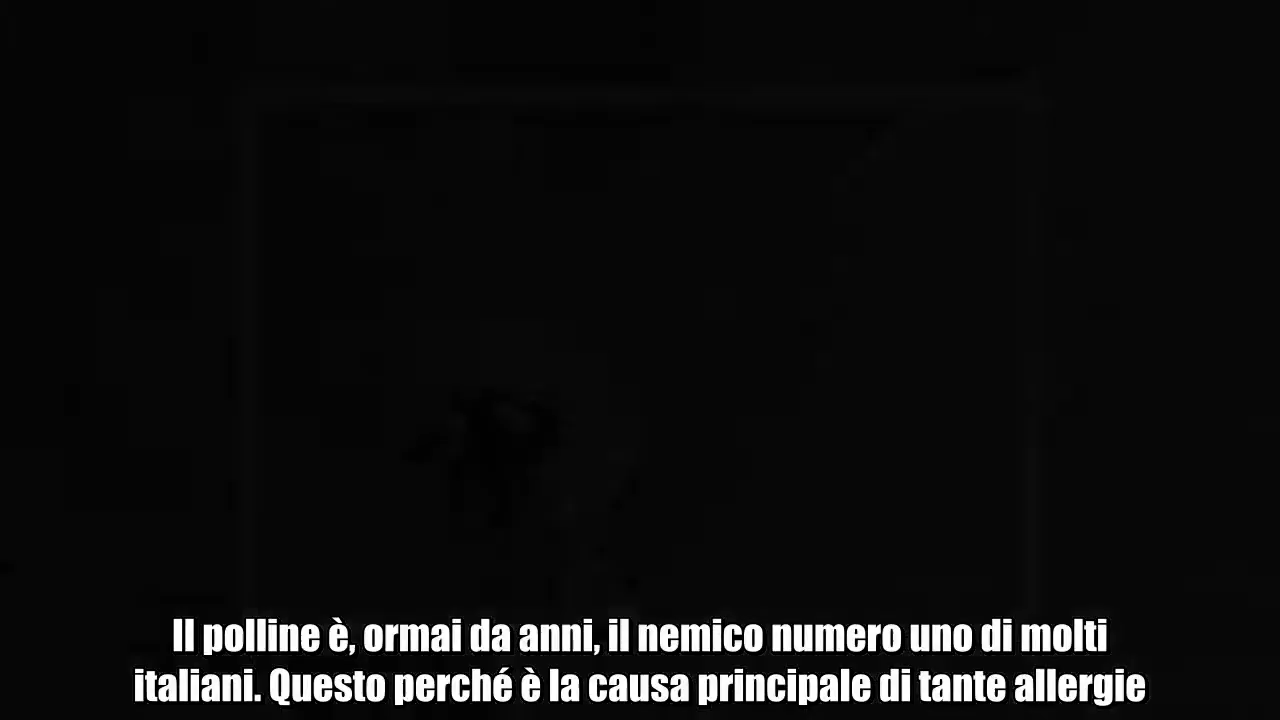 Il polline è, ormai da anni, il nemico numero uno di molti
italiani. Questo perché è la causa principale di tante allergie